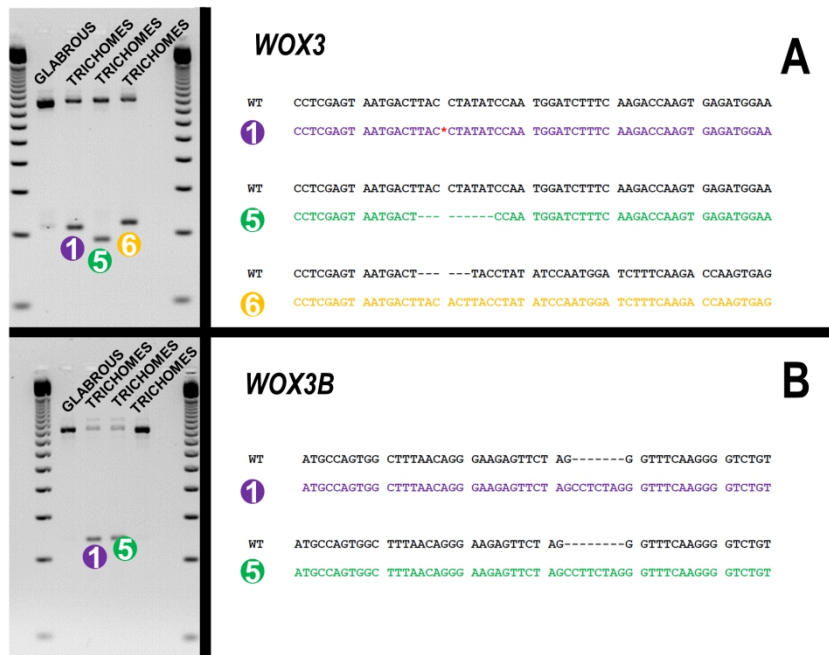 GLABROUS
TRICHOMES
TRICHOMES
TRICHOMES
1
5
6
WOX3
A
WT CCTCGAGT AATGACTTAC CTATATCCAA TGGATCTTTC AAGACCAAGT GAGATGGAA
1 CCTCGAGT AATGACTTAC*CTATATCCAA TGGATCTTTC AAGACCAAGT GAGATGGAA
WT CCTCGAGT AATGACTTACC CTATATCCAA TGGATCTTTC AAGACCAAGT GAGATGGAA
5 CCTCGAGT AATGACT--- -------CCAA TGGATCTTTC AAGACCAAGT GAGATGGAA
WT CCTCGAGT AATGACT--- -----TACCTAT ATCCAATGGA TCTTTCAAGA CCAAGTGAG
6 CCTCGAGT AATGACTTAC ACTTACCTAT ATCCAATGGA TCTTTCAAGA CCAAGTGAG
GLABROUS
TRICHOMES
TRICHOMES
TRICHOMES
1
5
WOX3B
B
WT ATGCCAGTGG CTTTAACAGG GAAGAGTTCT AG-------G GTTTCAAGGG GTCTGT
1 ATGCCAGTGG CTTTAACAGG GAAGAGTTCT AGCCTCTAGG GTTTCAAGGG GTCTGT
WT ATGCCAGTGGC TTTAACAGGG AAGAGTTCT AG--------G GTTTCAAGGG GTCTGT
5 ATGCCAGTGGC TTTAACAGGG AAGAGTTCT AGCCTTCTAGG GTTTCAAGGG GTCTGT